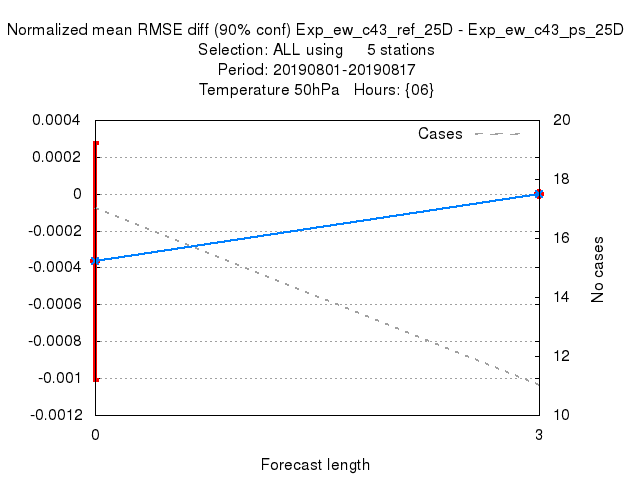 Normalized mean RMSE diff (90% conf) Exp_ew_c43_ref_25D - Exp_ew_c43_ps_25D
Selection: ALL using     5 stations
Period: 20190801-20190817
Temperature 50hPa   Hours: {06}
Cases
0.0004
0.0002
0
-0.0002
-0.0004
-0.0006
-0.0008
-0.001
-0.0012
20
18
16
14
12
10
No cases
0
3
Forecast length